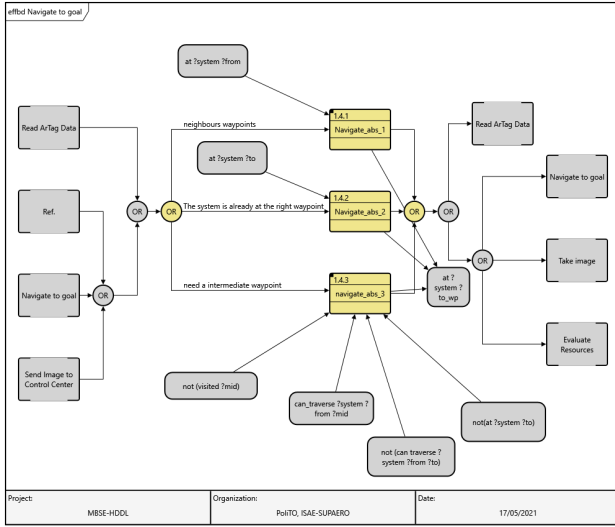 effbd Navigate to goal
at ?system ?from
Read ArTag Data
neighbours waypoints
1.4.1
Navigate_abs_1
Read ArTag Data
at ?system ?to
Navigate to goal
Ref.
OR
OR
The system is already at the right waypoint
1.4.2
Navigate_abs_2
OR
OR
OR
Take image
Navigate to goal
OR
need a intermediate waypoint
1.4.3
navigate_abs_3
at ?
system ?
to_wp
Evaluate
Resources
Send Image to
Control Center
not (visited ?mid)
can_traverse ?system ?
from ?mid
not(at ?system ?to)
not (can traverse ?
system ?from ?to)
Project:
MBSE-HDDL
Organization:
PoliTO, ISAE-SUPAERO
Date:
17/05/2021